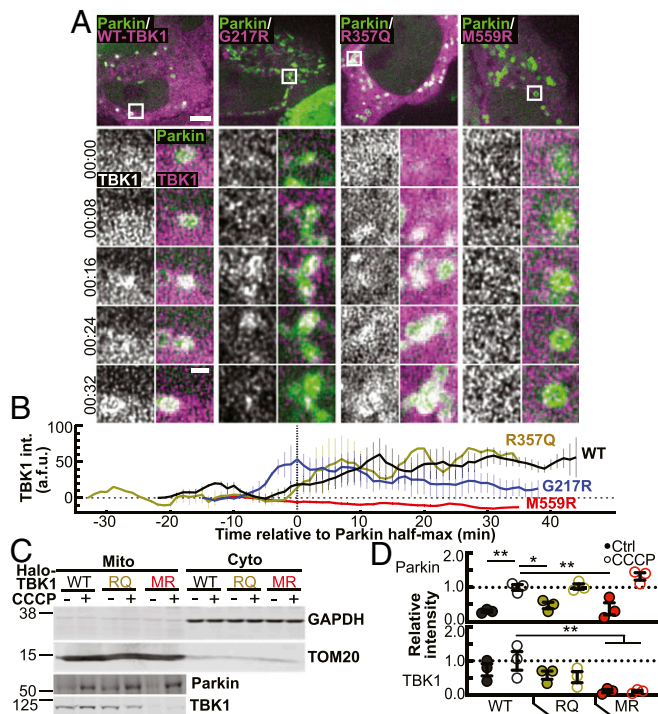 A
Parkin/
WT-TBK1
Parkin/
G217R
Parkin/
R357Q
Parkin/
M559R
00:00
TBK1
Parkin
TBK1
00:08
00:16
00:24
00:32
B
TBK1 int.
(a.f.u.)
100
50
0
R357Q
WT
G217R
M559R
-30 -20 -10 0 10 20 30 40
Time relative to Parkin half-max (min)
C
Mito Cyto
Halo-
TBK1 WT RQ MR WT RQ MR
CCCP - + - + - + - + - + - +
38
GAPDH
15
TOM20
50
Parkin
125
TBK1
D
Ctrl
CCCP
Parkin
** * **
2.0
1.0
0.0
Relative
intensity
**
2.0
1.0
0.0
TBK1
WT RQ MR